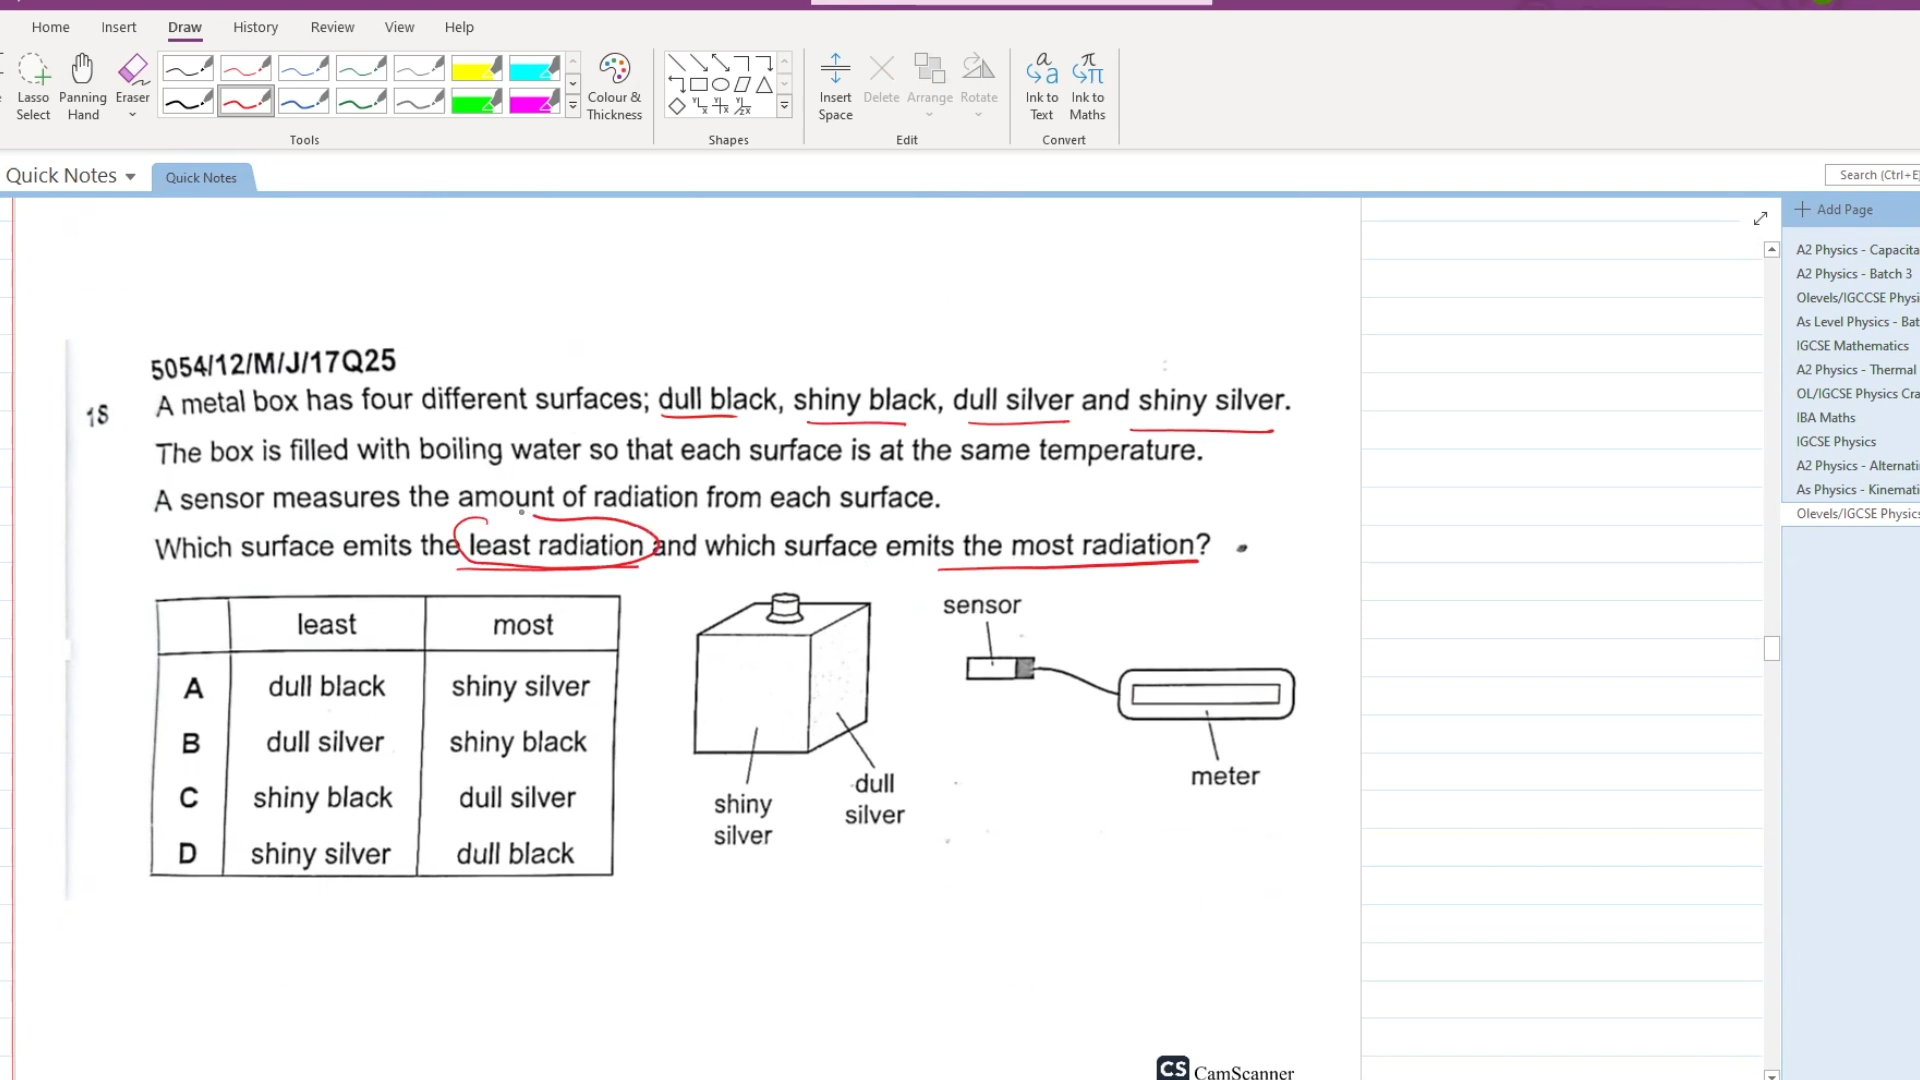 Home Insert Draw History Review View Help
Lasso Select
Panning Hand
Eraser
Colour & Thickness
Insert Space
Delete
Arrange
Rotate
Ink to Text
Ink to Maths
Tools
Shapes
Edit
Convert
Quick Notes
Quick Notes
Search (Ctrl+E
Add Page
A2 Physics - Capacita
A2 Physics - Batch 3
Olevels/IGCCSE Physi
As Level Physics - Bat
IGCSE Mathematics
A2 Physics - Thermal
OL/IGCSE Physics Cra
IBA Maths
IGCSE Physics
A2 Physics - Alternati
As Physics - Kinemati
Olevels/IGCSE Physics
5054/12/M/J/17Q25
18 A metal box has four different surfaces; dull black, shiny black, dull silver and shiny silver.
The box is filled with boiling water so that each surface is at the same temperature.
A sensor measures the amount of radiation from each surface.
Which surface emits the least radiation and which surface emits the most radiation?
least most
A dull black shiny silver
B dull silver shiny black
C shiny black dull silver
D shiny silver dull black
sensor
meter
shiny silver
dull silver
CS CamScanner